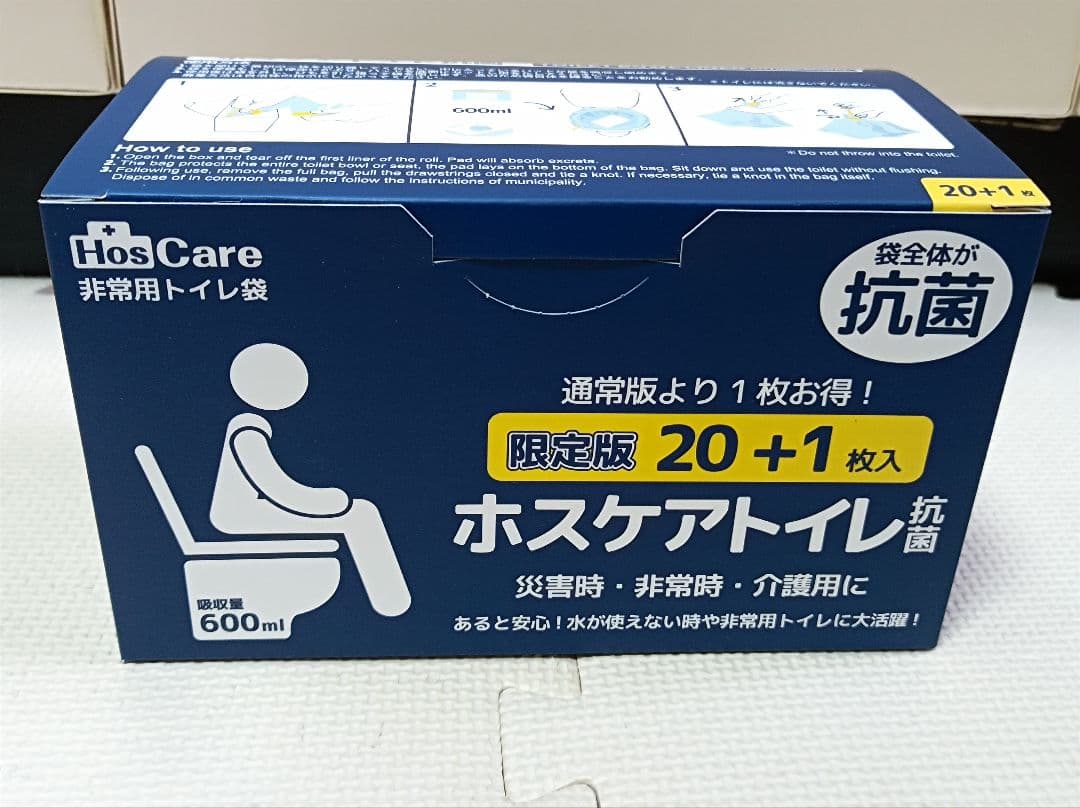 1
2
600ml
3
How to use
* Do not throw into the toilet.
1. Open the box and tear off the first liner of the roll. Pad will absorb excreta.
2. The bag protects the entire toilet bowl or seat, the pad lays on the bottom of the bag. Sit down and use the toilet without flushing.
3. Following use, remove the full bag, pull the drawstrings closed and tie a knot. If necessary, tie a knot in the bag itself.
Dispose of in common waste and follow the instructions of municipality.
20+1枚
HosCare
非常用トイレ袋
袋全体が
抗菌
通常版より1枚お得！
限定版 20+1枚入
ホスケアトイレ抗菌
災害時・非常時・介護用に
あると安心！水が使えない時や非常用トイレに大活躍！
吸収量
600ml